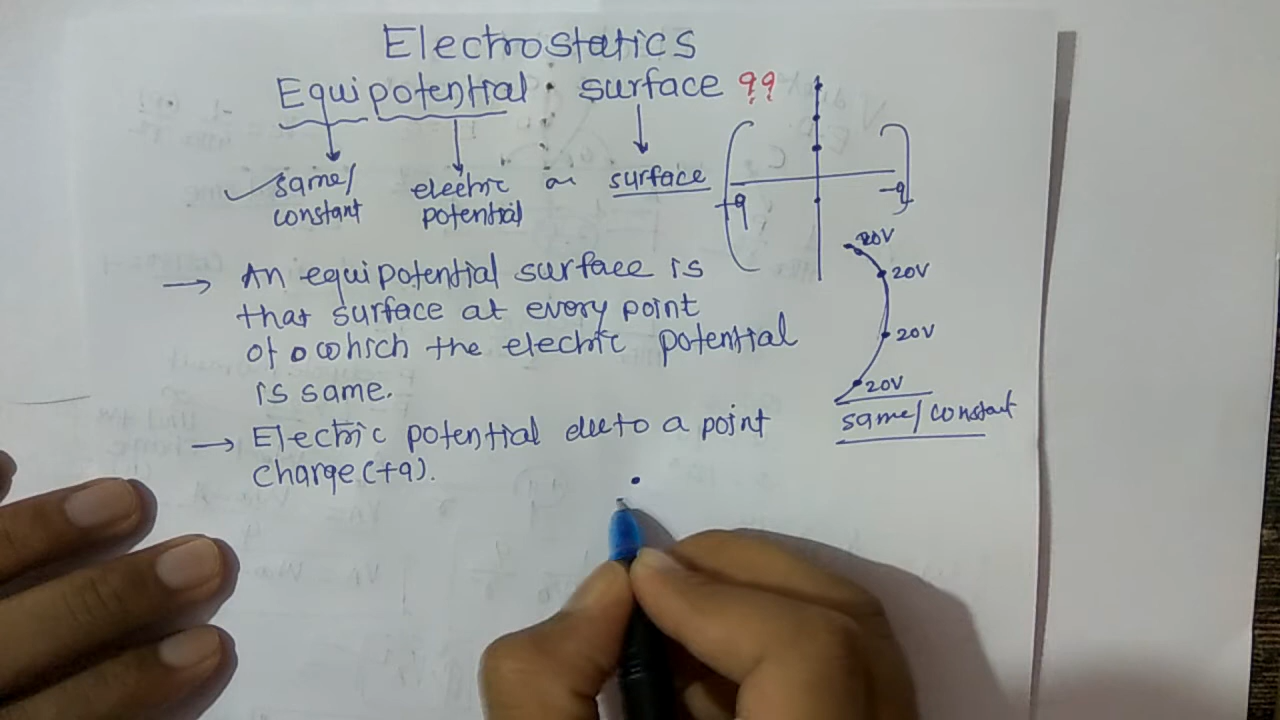 Electrostatics
Equipotential surface ??
same/ electric or surface
constant potential
+q -q
→ An equipotential surface is
that surface at every point
of which the electric potential
is same.
20V
20V
20V
20V
same/constant
→ Electric potential due to a point
charge (+q).